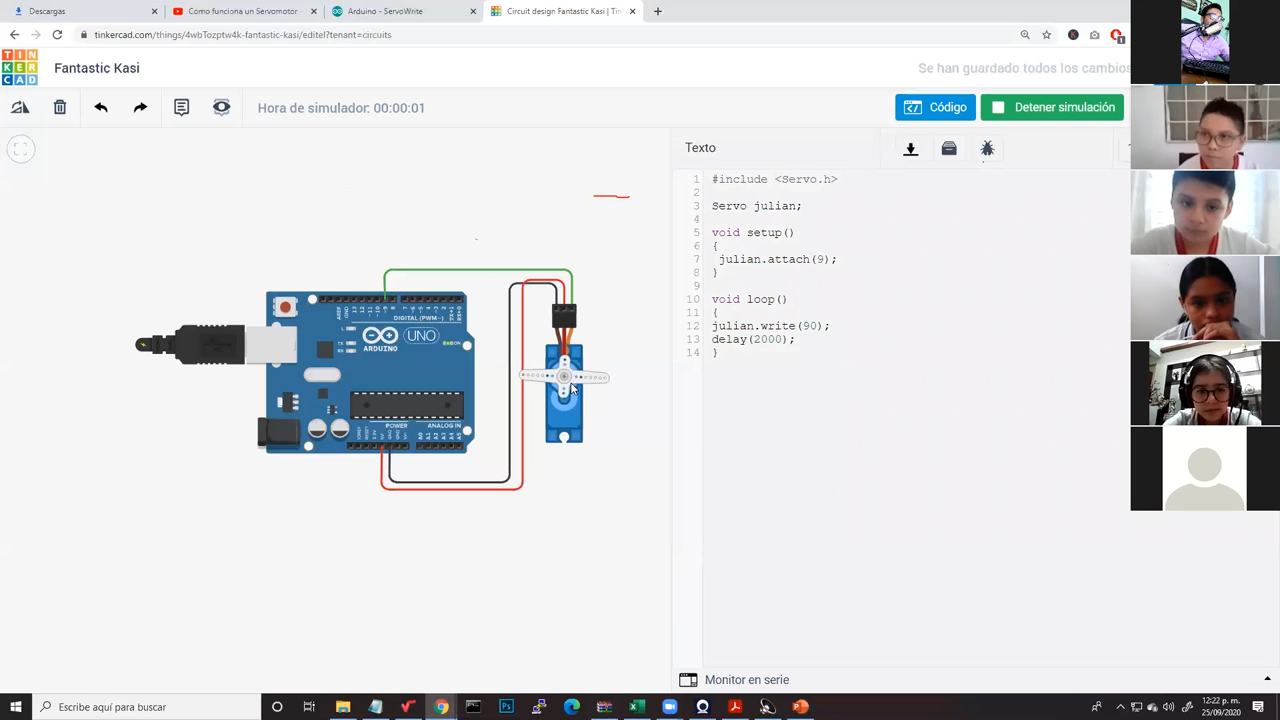 Descargas
Como funciona un Servomotor
Arduino - ServoWrite
Circuit design Fantastic Kasi | Tin
tinkercad.com/things/4wbTozptw4k-fantastic-kasi/editel?tenant=circuits
TIN
KER
CAD
Fantastic Kasi
Se han guardado todos los cambios
Hora de simulador: 00:00:01
Código
Detener simulación
Texto
1 #include <Servo.h>
2
3 Servo julian;
4
5 void setup()
6 {
7 julian.attach(9);
8 }
9
10 void loop()
11 {
12 julian.write(90);
13 delay(2000);
14 }
DIGITAL (PWM~)
UNO
ARDUINO
L
TX
RX
ON
POWER
ANALOG IN
Monitor en serie
Escribe aquí para buscar
12:22 p. m.
25/09/2020